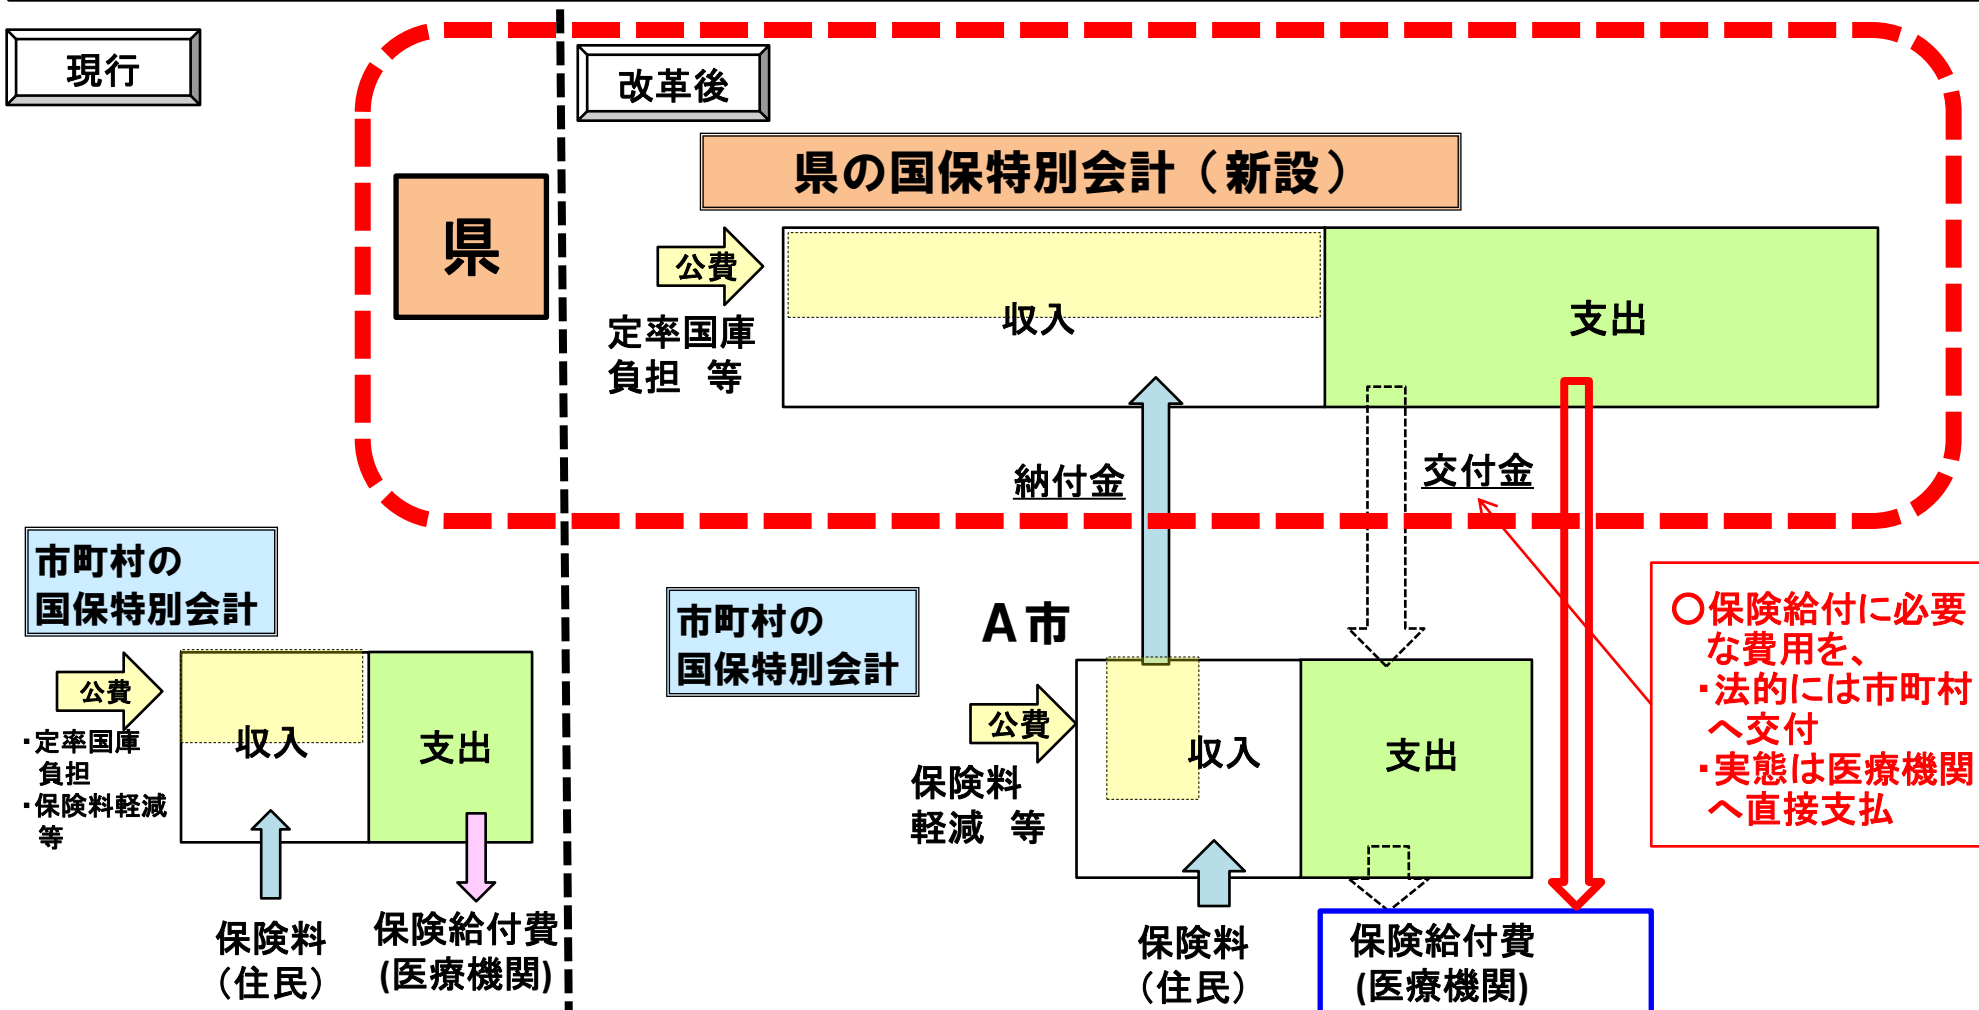 現行
改革後
県の国保特別会計（新設）
県
公費
定率国庫
負担 等
収入
支出
納付金
交付金
市町村の
国保特別会計
公費
・定率国庫
負担
・保険料軽減
等
収入
支出
保険料
（住民）
保険給付費
(医療機関)
市町村の
国保特別会計
A市
公費
保険料
軽減 等
収入
支出
保険料
（住民）
保険給付費
(医療機関)
○保険給付に必要
な費用を、
・法的には市町村
へ交付
・実態は医療機関
へ直接支払